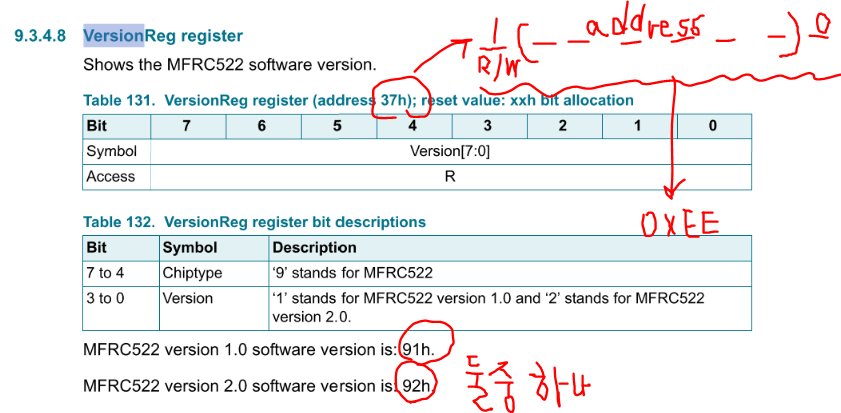 9.3.4.8 VersionReg register
Shows the MFRC522 software version.
1 ( _ _ address _ _ ) 0
R/W
Table 131. VersionReg register (address 37h); reset value: xxh bit allocation
Bit 7 6 5 4 3 2 1 0
Symbol Version[7:0]
Access R
0XEE
Table 132. VersionReg register bit descriptions
Bit Symbol Description
7 to 4 Chiptype ‘9’ stands for MFRC522
3 to 0 Version ‘1’ stands for MFRC522 version 1.0 and ‘2’ stands for MFRC522
version 2.0.
MFRC522 version 1.0 software version is: 91h.
MFRC522 version 2.0 software version is: 92h.
둘중 하나